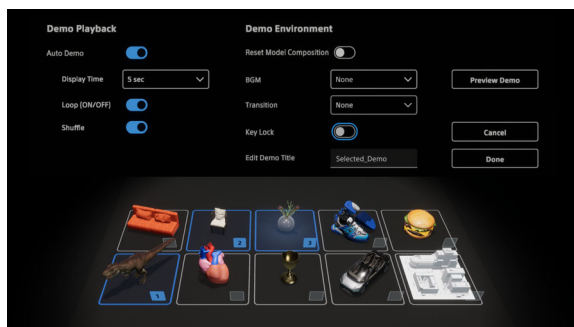 Demo Playback
Auto Demo
Display Time
5 sec
Loop (ON/OFF)
Shuffle
Demo Environment
Reset Model Composition
BGM
None
Transition
None
Key Lock
Edit Demo Title
Selected_Demo
Preview Demo
Cancel
Done
2
3
1